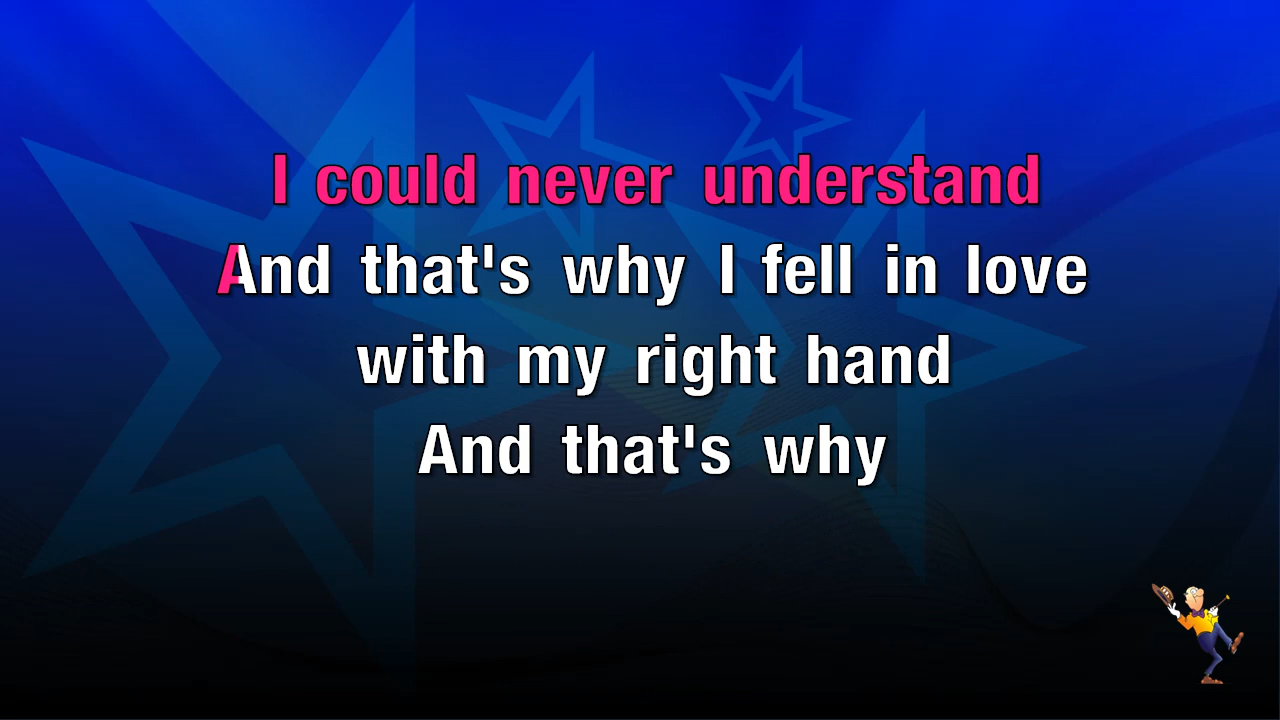 I could never understand
And that's why I fell in love
with my right hand
And that's why